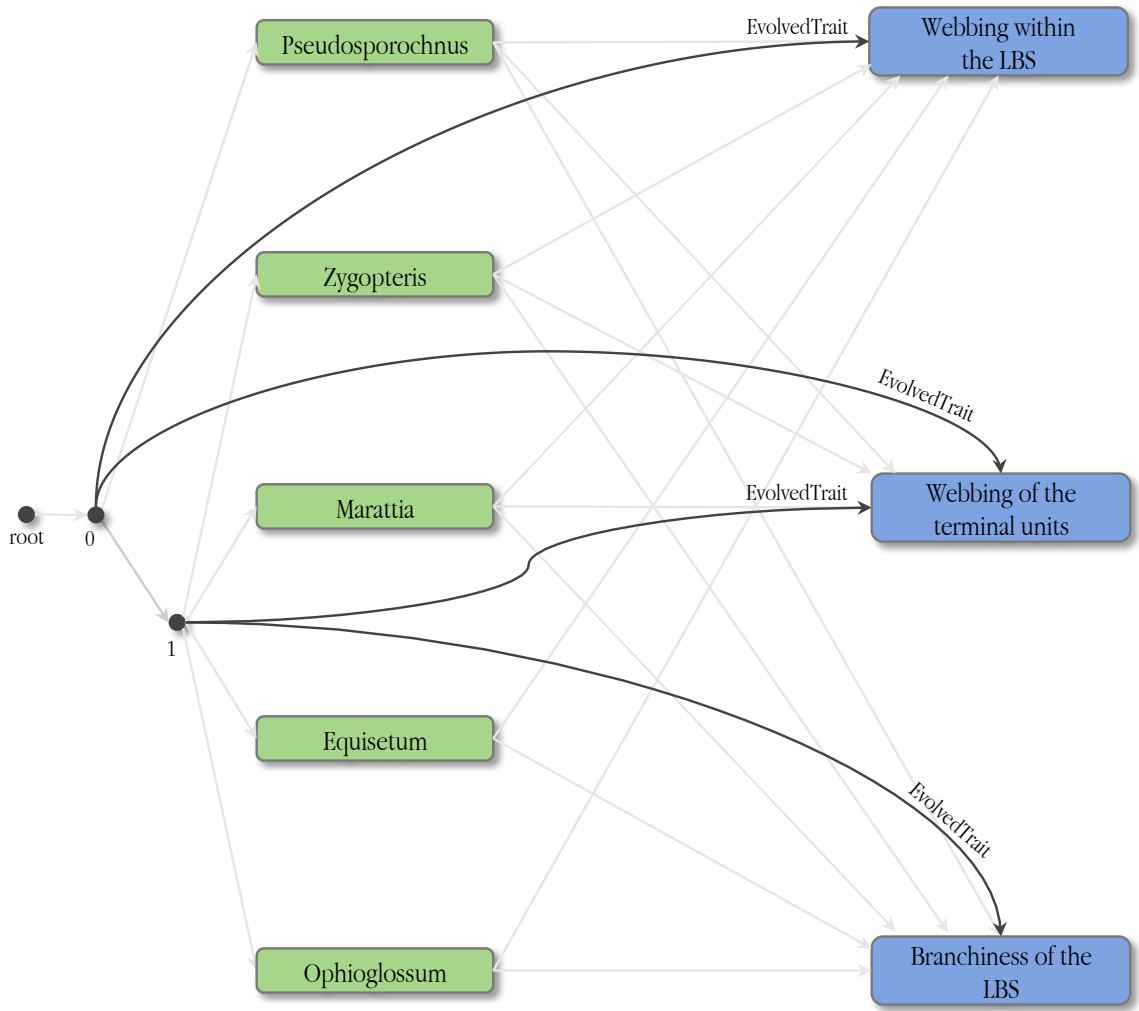 Pseudosporochnus
EvolvedTrait
Webbing within
the LBS
Zygopteris
EvolvedTrait
Marattia
EvolvedTrait
Webbing of the
terminal units
root
0
1
Equisetum
EvolvedTrait
Ophioglossum
Branchiness of the
LBS